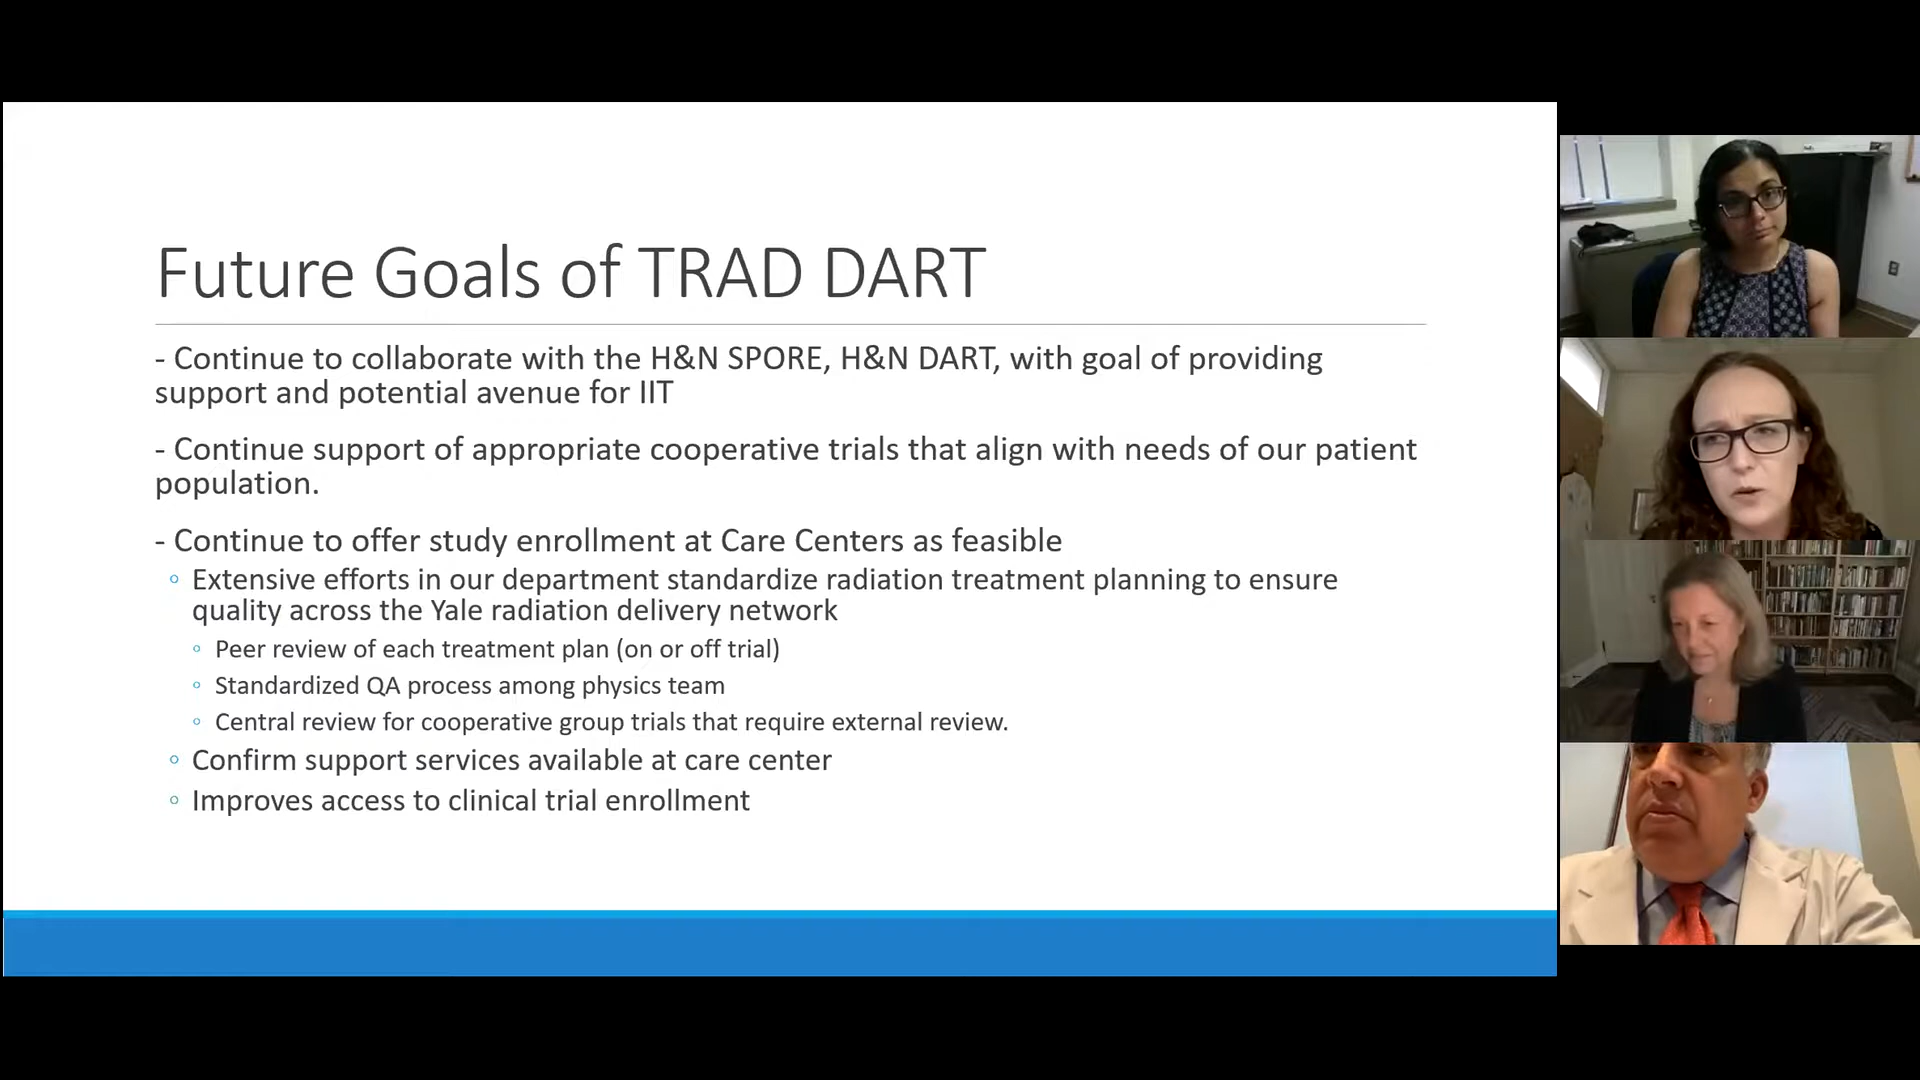 Future Goals of TRAD DART
- Continue to collaborate with the H&N SPORE, H&N DART, with goal of providing
support and potential avenue for IIT
- Continue support of appropriate cooperative trials that align with needs of our patient
population.
- Continue to offer study enrollment at Care Centers as feasible
◦ Extensive efforts in our department standardize radiation treatment planning to ensure
quality across the Yale radiation delivery network
◦ Peer review of each treatment plan (on or off trial)
◦ Standardized QA process among physics team
◦ Central review for cooperative group trials that require external review.
◦ Confirm support services available at care center
◦ Improves access to clinical trial enrollment